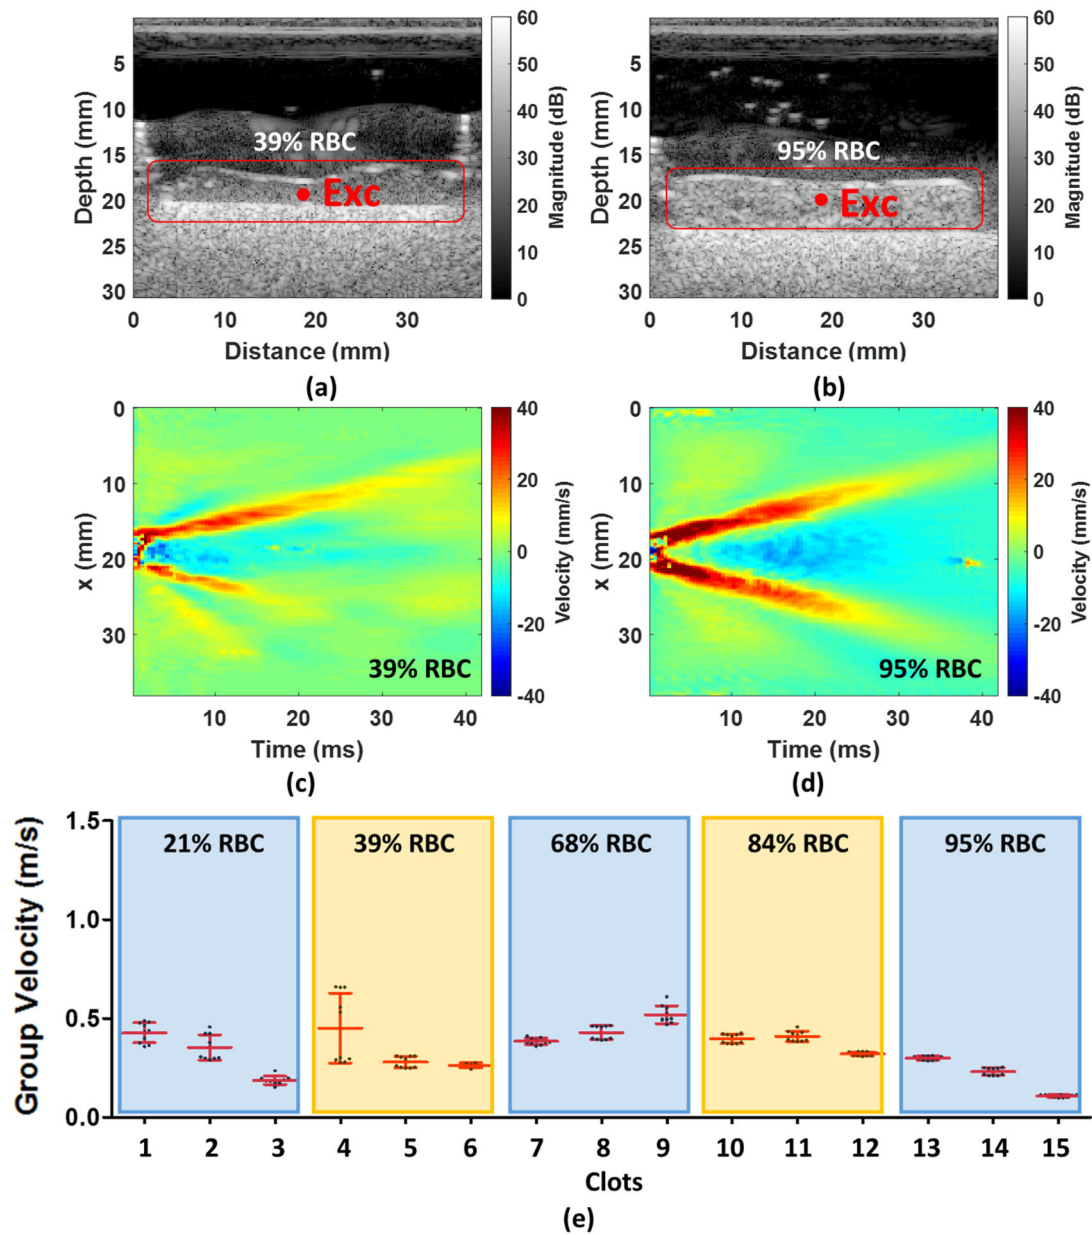 5
10
15
20
25
30
Depth (mm)
39% RBC
Exc
0 10 20 30
Distance (mm)
60
50
40
30
20
10
0
Magnitude (dB)
(a)
5
10
15
20
25
30
Depth (mm)
95% RBC
Exc
0 10 20 30
Distance (mm)
60
50
40
30
20
10
0
Magnitude (dB)
(b)
0
10
20
30
x (mm)
39% RBC
10 20 30 40
Time (ms)
40
20
0
-20
-40
Velocity (mm/s)
(c)
0
10
20
30
x (mm)
95% RBC
10 20 30 40
Time (ms)
40
20
0
-20
-40
Velocity (mm/s)
(d)
Group Velocity (m/s)
1.5
1.0
0.5
0.0
21% RBC 39% RBC 68% RBC 84% RBC 95% RBC
1 2 3 4 5 6 7 8 9 10 11 12 13 14 15
Clots
(e)